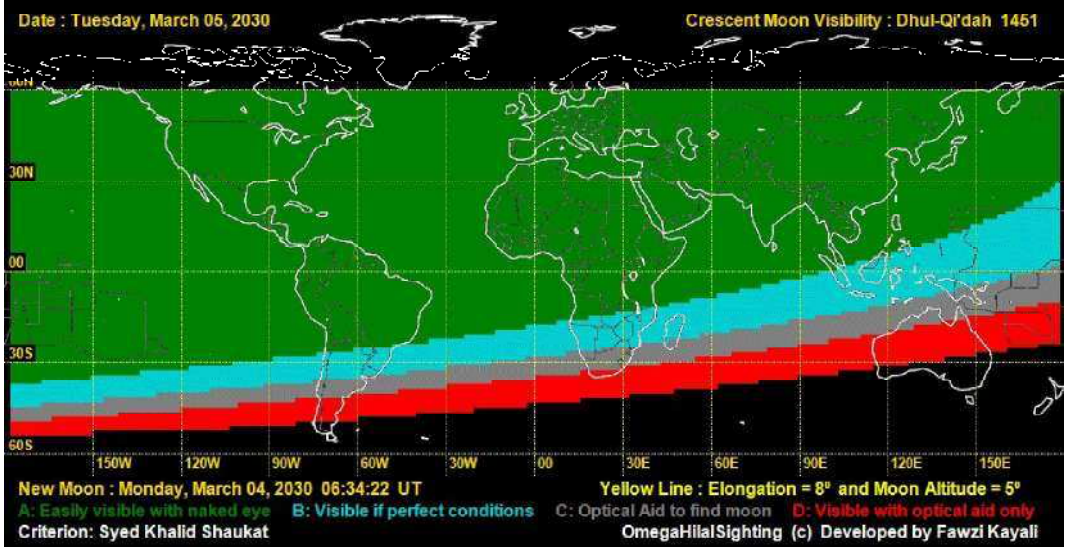 Date : Tuesday, March 05, 2030 Crescent Moon Visibility : Dhul-Qi'dah 1451
60N
30N
00
30S
60S
150W 120W 90W 60W 30W 00 30E 60E 90E 120E 150E
New Moon : Monday, March 04, 2030 06:34:22 UT Yellow Line : Elongation = 8º and Moon Altitude = 5º
A: Easily visible with naked eye B: Visible if perfect conditions C: Optical Aid to find moon D: Visible with optical aid only
Criterion: Syed Khalid Shaukat OmegaHilalSighting (c) Developed by Fawzi Kayali